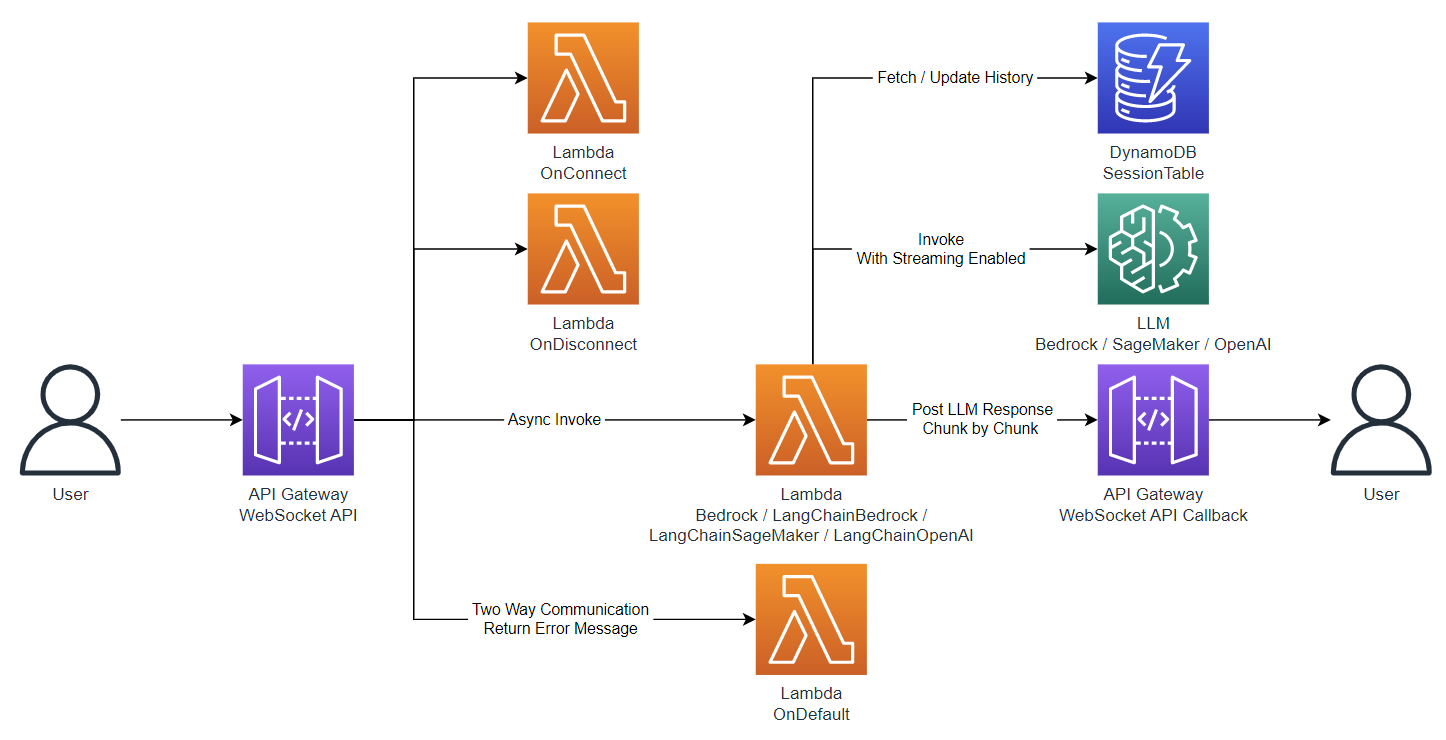 Lambda
OnConnect
Fetch / Update History
DynamoDB
SessionTable
Lambda
OnDisconnect
Invoke
With Streaming Enabled
LLM
Bedrock / SageMaker / OpenAI
User
API Gateway
WebSocket API
Async Invoke
Lambda
Bedrock / LangChainBedrock /
LangChainSageMaker / LangChainOpenAI
Post LLM Response
Chunk by Chunk
</>
API Gateway
WebSocket API Callback
User
</>
Two Way Communication
Return Error Message
Lambda
OnDefault